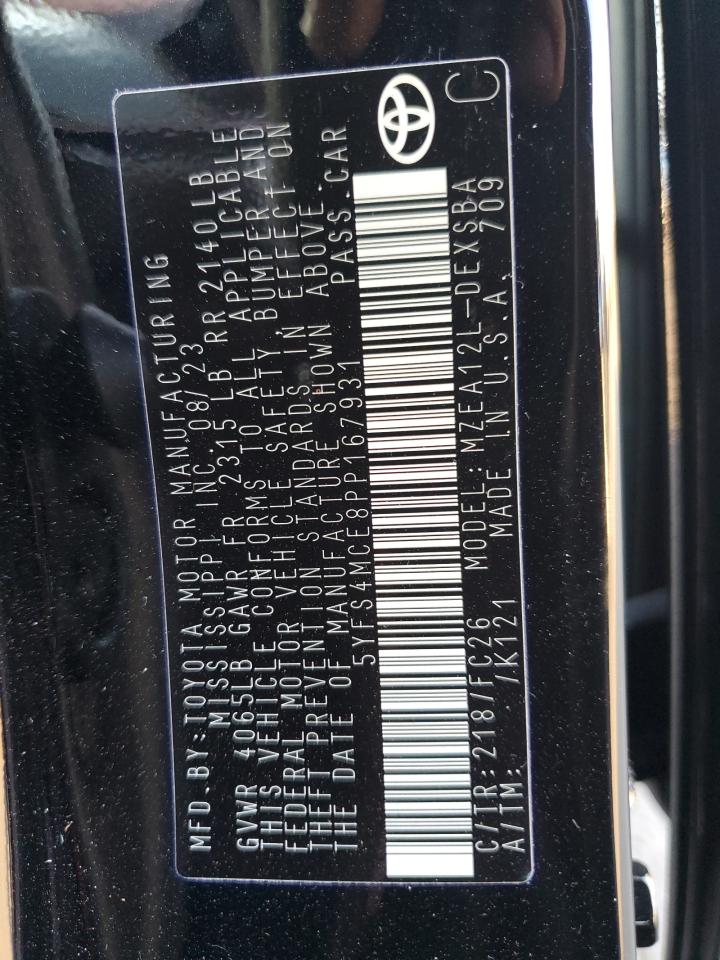 MFD.BY:TOYOTA MOTOR MANUFACTURING
MISSISSIPPI INC.08/23
GVWR 4065LB GAWR FR 2315 LB RR 2140LB
THIS VEHICLE CONFORMS TO ALL APPLICABLE
FEDERAL MOTOR VEHICLE SAFETY, BUMPER AND
THEFT PREVENTION STANDARDS IN EFFECT ON
THE DATE OF MANUFACTURE SHOWN ABOVE.
5YFS4MCE8PP167931 PASS.CAR
C/TR:218/FC26 MODEL:MZEA12L-DEXSBA
A/TM: /K121 MADE IN U.S.A. 709
C